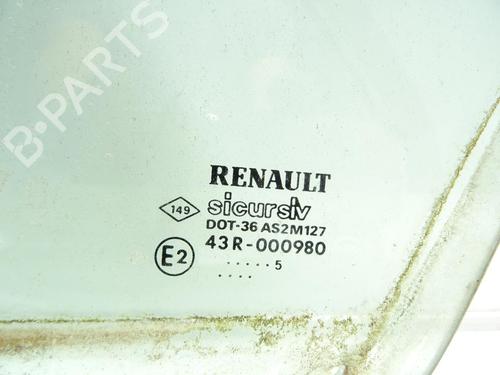 B-PARTS
RENAULT
149
sicursiv
DOT-36 AS2M127
E2
43R-000980
.....5
....